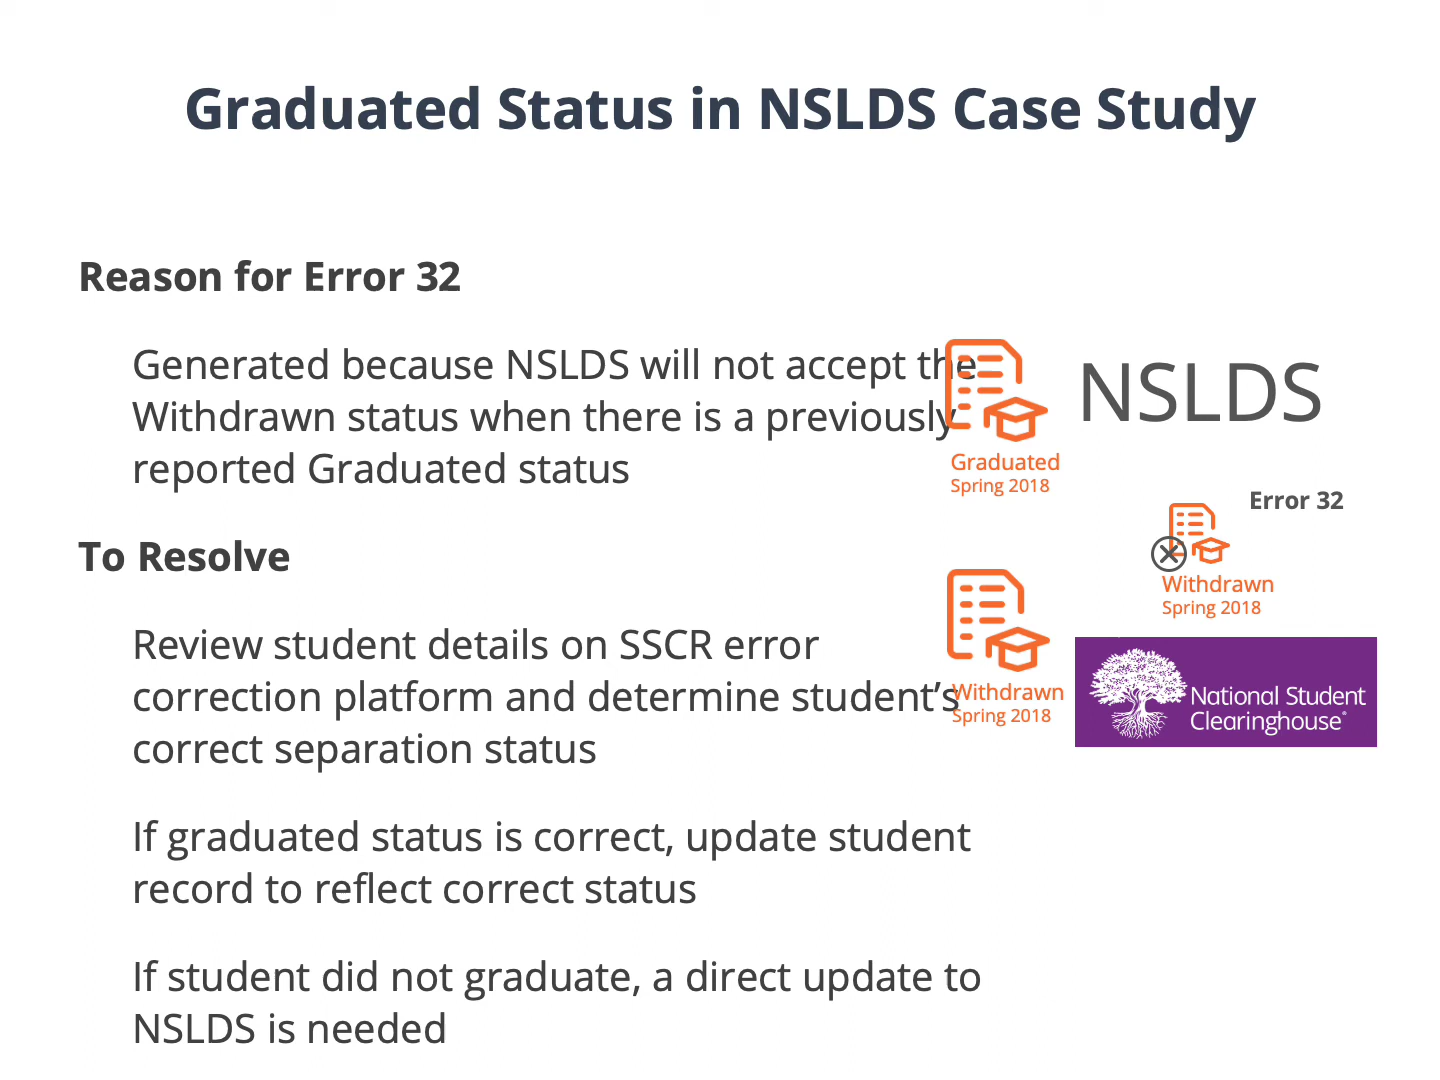 Graduated Status in NSLDS Case Study
Reason for Error 32
Generated because NSLDS will not accept the
Withdrawn status when there is a previously
reported Graduated status
To Resolve
Review student details on SSCR error
correction platform and determine student’s
correct separation status
If graduated status is correct, update student
record to reflect correct status
If student did not graduate, a direct update to
NSLDS is needed
Graduated
Spring 2018
NSLDS
Error 32
Withdrawn
Spring 2018
Withdrawn
Spring 2018
National Student
Clearinghouse®